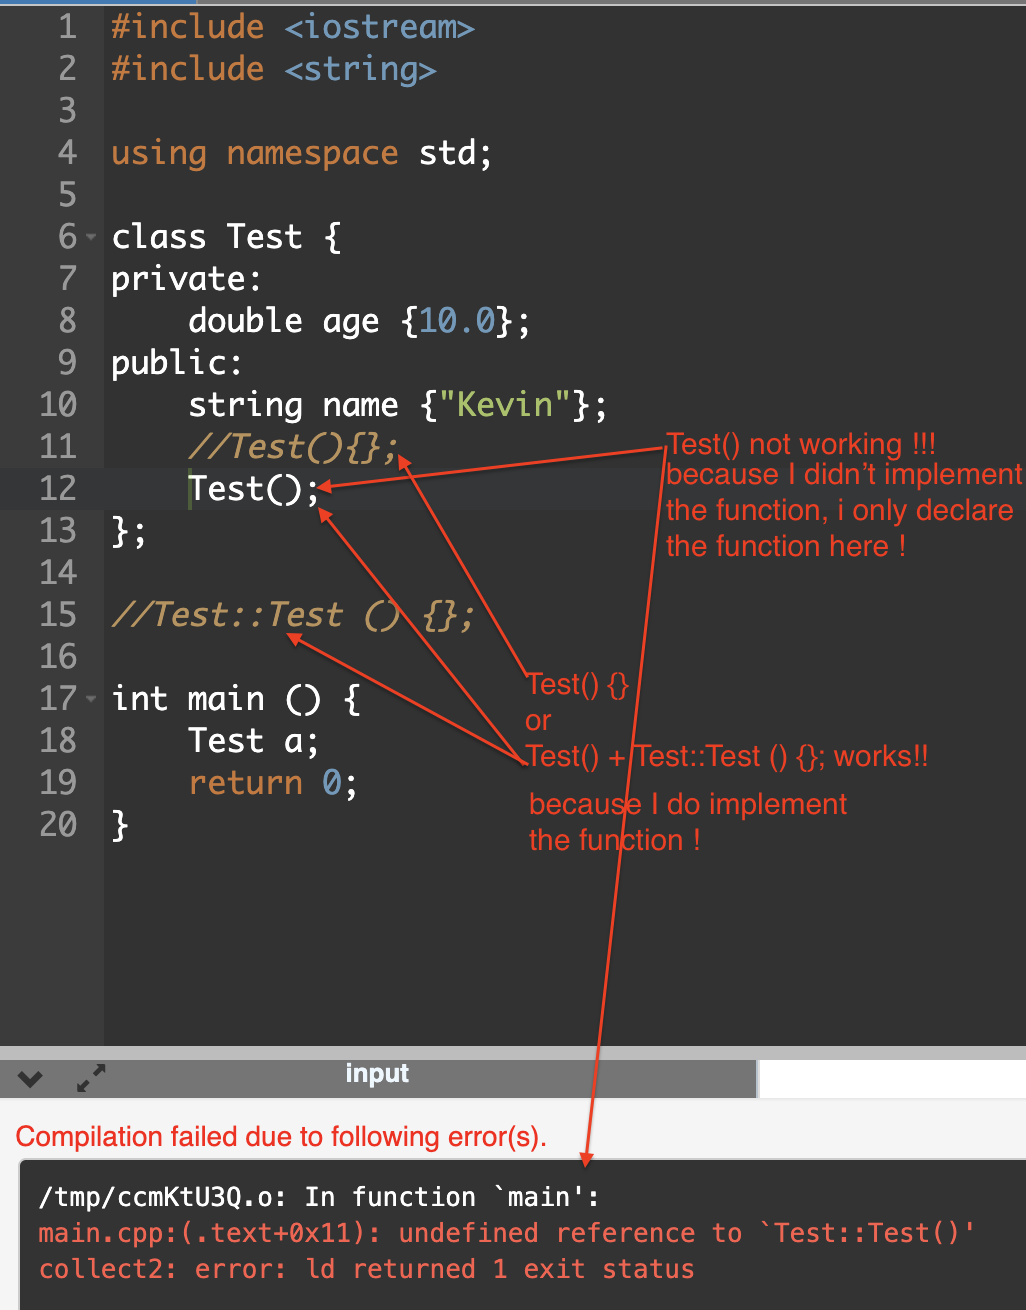 1 #include <iostream>
2 #include <string>
3
4 using namespace std;
5
6 class Test {
7 private:
8     double age {10.0};
9 public:
10     string name {"Kevin"};
11     //Test(){};
12     Test();
13 };
14
15 //Test::Test () {};
16
17 int main () {
18     Test a;
19     return 0;
20 }
Test() not working !!!
because I didn’t implement
the function, i only declare
the function here !
Test() {}
or
Test() + Test::Test () {}; works!!
because I do implement
the function !
input
Compilation failed due to following error(s).
/tmp/ccmKtU3Q.o: In function `main':
main.cpp:(.text+0x11): undefined reference to `Test::Test()'
collect2: error: ld returned 1 exit status